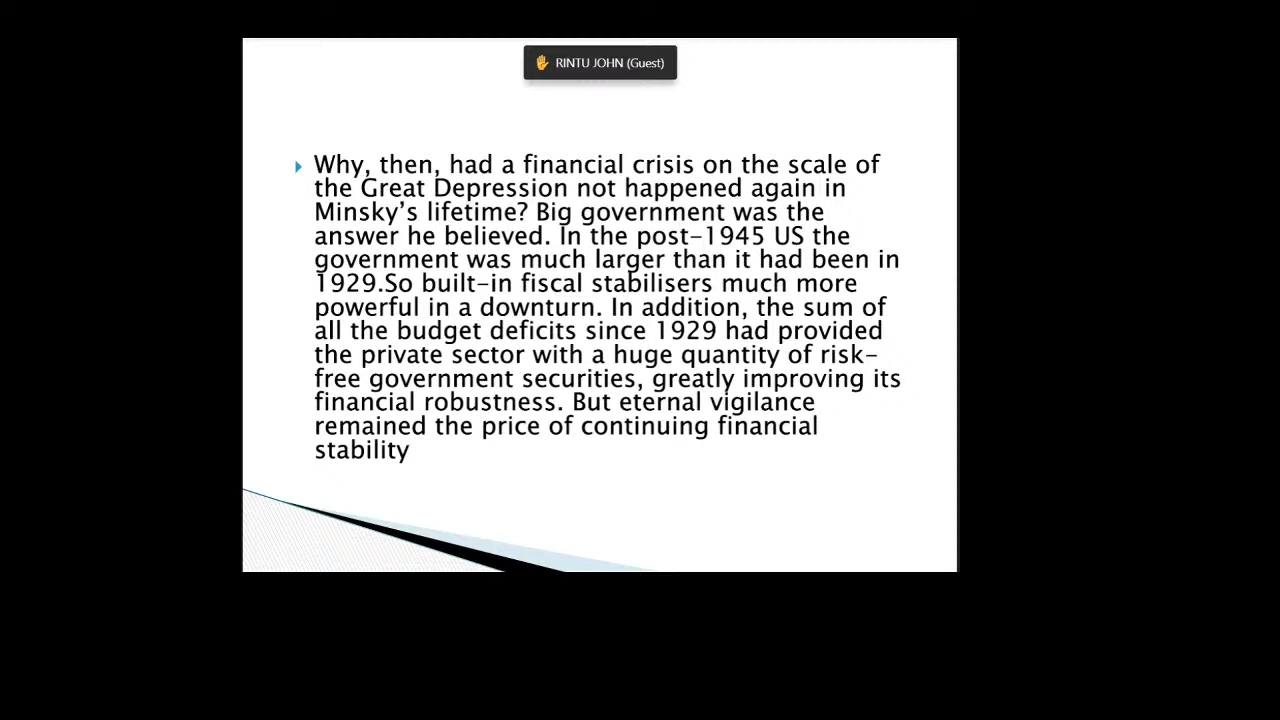 RINTU JOHN (Guest)
Why, then, had a financial crisis on the scale of
the Great Depression not happened again in
Minsky's lifetime? Big government was the
answer he believed. In the post-1945 US the
government was much larger than it had been in
1929.So built-in fiscal stabilisers much more
powerful in a downturn. In addition, the sum of
all the budget deficits since 1929 had provided
the private sector with a huge quantity of risk-
free government securities, greatly improving its
financial robustness. But eternal vigilance
remained the price of continuing financial
stability